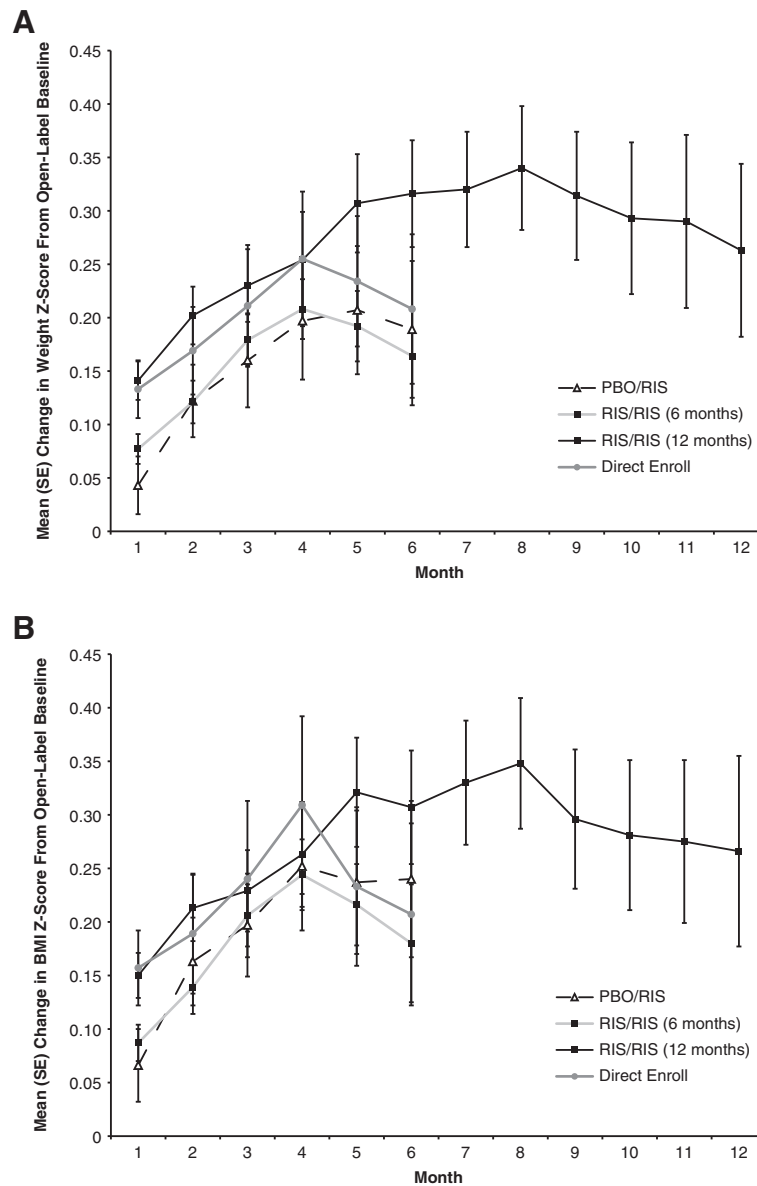 A
Mean (SE) Change in Weight Z-Score From Open-Label Baseline
0.45
0.40
0.35
0.30
0.25
0.20
0.15
0.10
0.05
0
PBO/RIS
RIS/RIS (6 months)
RIS/RIS (12 months)
Direct Enroll
1 2 3 4 5 6 7 8 9 10 11 12
Month
B
Mean (SE) Change in BMI Z-Score From Open-Label Baseline
0.45
0.40
0.35
0.30
0.25
0.20
0.15
0.10
0.05
0
PBO/RIS
RIS/RIS (6 months)
RIS/RIS (12 months)
Direct Enroll
1 2 3 4 5 6 7 8 9 10 11 12
Month